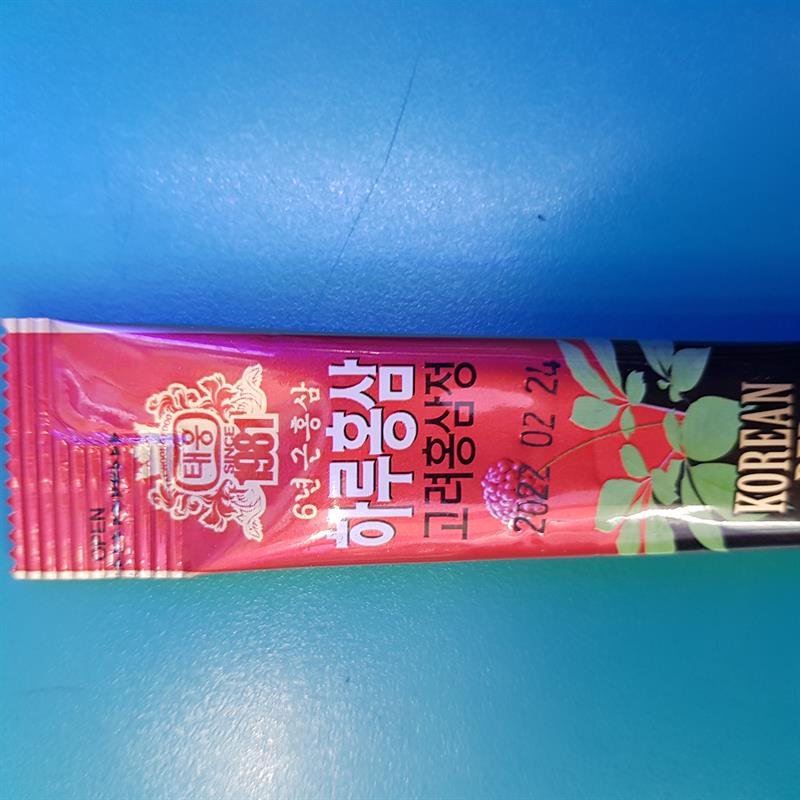 OPEN
태웅
SINCE
1981
6년근홍삼
하루홍삼
고려홍삼정
2022 02 24
KOREAN